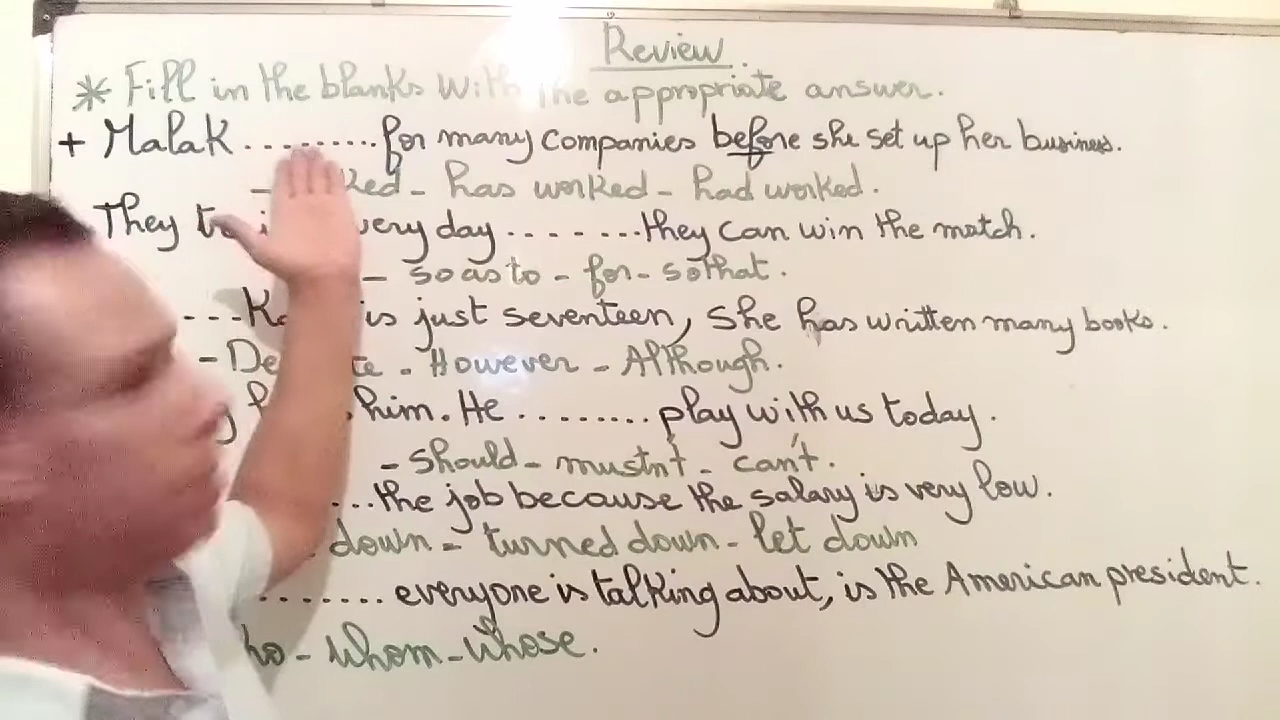 Review.
* Fill in the blanks with the appropriate answer.
+ Malak ......... for many companies before she set up her business.
- has worked - had worked.
They every day ....... they can win the match.
- so as to - for - so that.
--- is just seventeen, She has written many books.
- However - Although.
him. He ........ play with us today.
- should - mustn't - can't.
... the job because the salary is very low.
down - turned down - let down
....... everyone is talking about, is the American president.
- whom - whose.